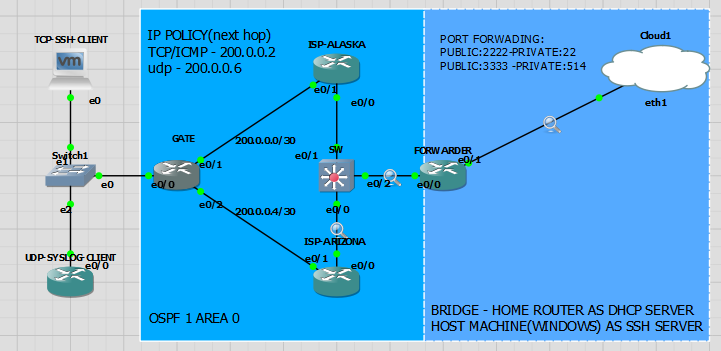 TCP-SSH-CLIENT
vm
e0
Switch1
e1
e0
e2
UDP-SYSLOG-CLIENT
e0/0
IP POLICY(next hop)
TCP/ICMP - 200.0.0.2
udp - 200.0.0.6
ISP-ALASKA
e0/1
e0/0
GATE
200.0.0.0/30
e0/1
e0/0
e0/2
200.0.0.4/30
SW
e0/1
e0/2
e0/0
ISP-ARIZONA
e0/1
e0/0
OSPF 1 AREA 0
PORT FORWADING:
PUBLIC:2222-PRIVATE:22
PUBLIC:3333 -PRIVATE:514
Cloud1
eth1
FORWARDER
e0/1
e0/0
BRIDGE - HOME ROUTER AS DHCP SERVER
HOST MACHINE(WINDOWS) AS SSH SERVER